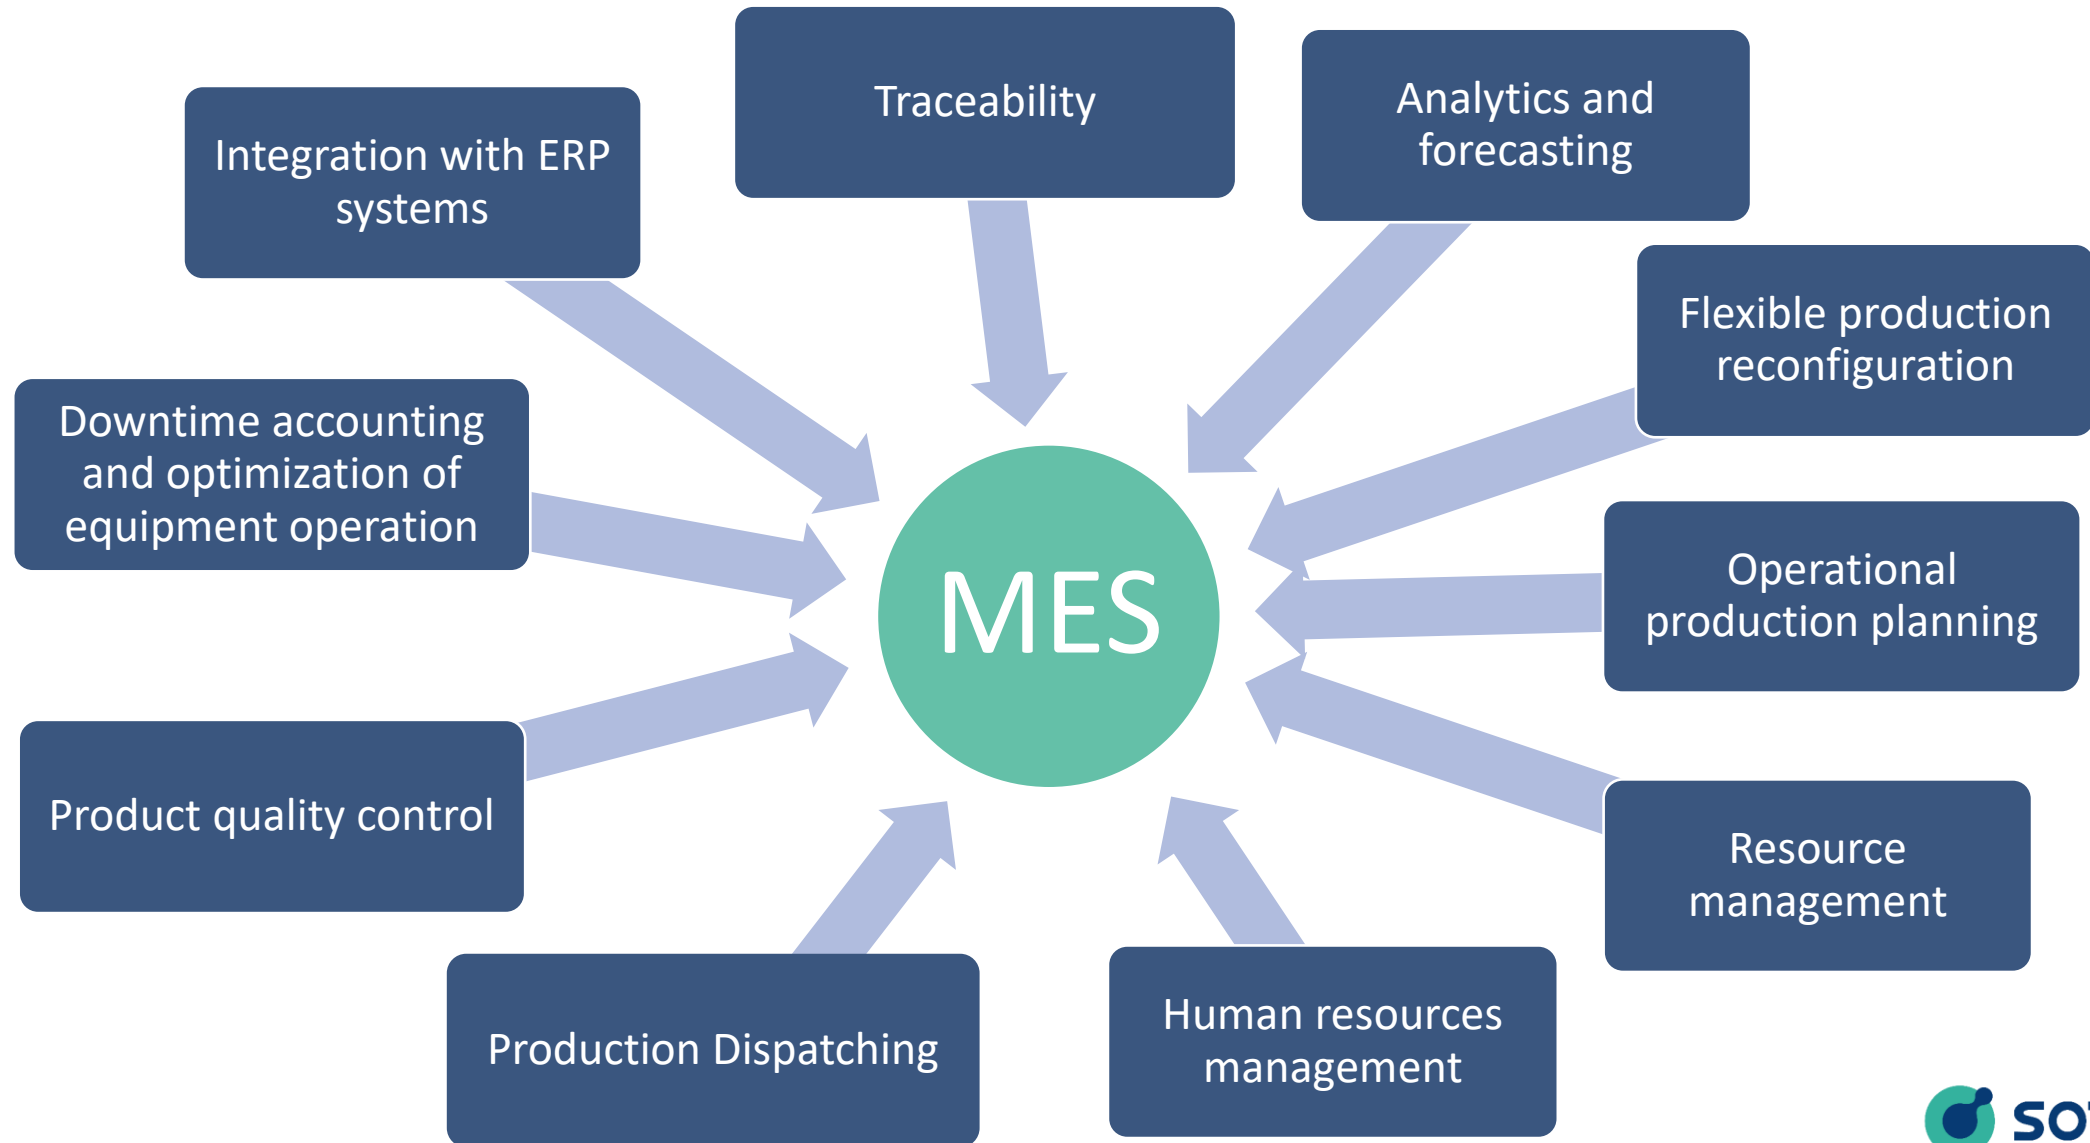 Traceability
Analytics and
forecasting
Integration with ERP
systems
Flexible production
reconfiguration
Downtime accounting
and optimization of
equipment operation
MES
Operational
production planning
Product quality control
Resource
management
Human resources
management
Production Dispatching